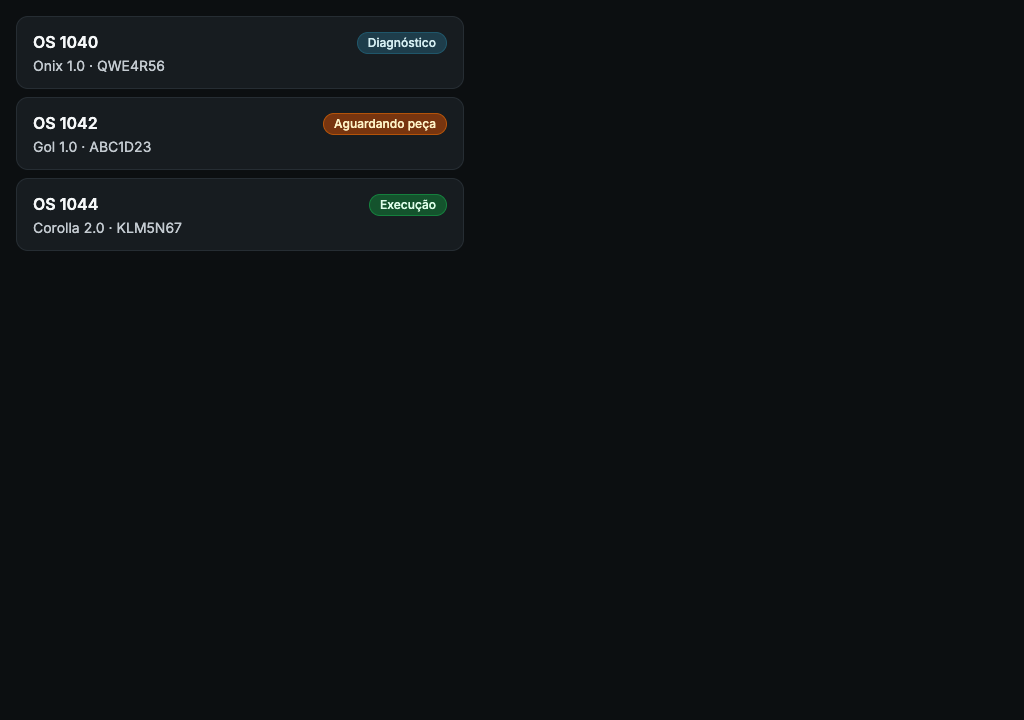 OS 1040
Diagnóstico
Onix 1.0 · QWE4R56
OS 1042
Aguardando peça
Gol 1.0 · ABC1D23
OS 1044
Execução
Corolla 2.0 · KLM5N67